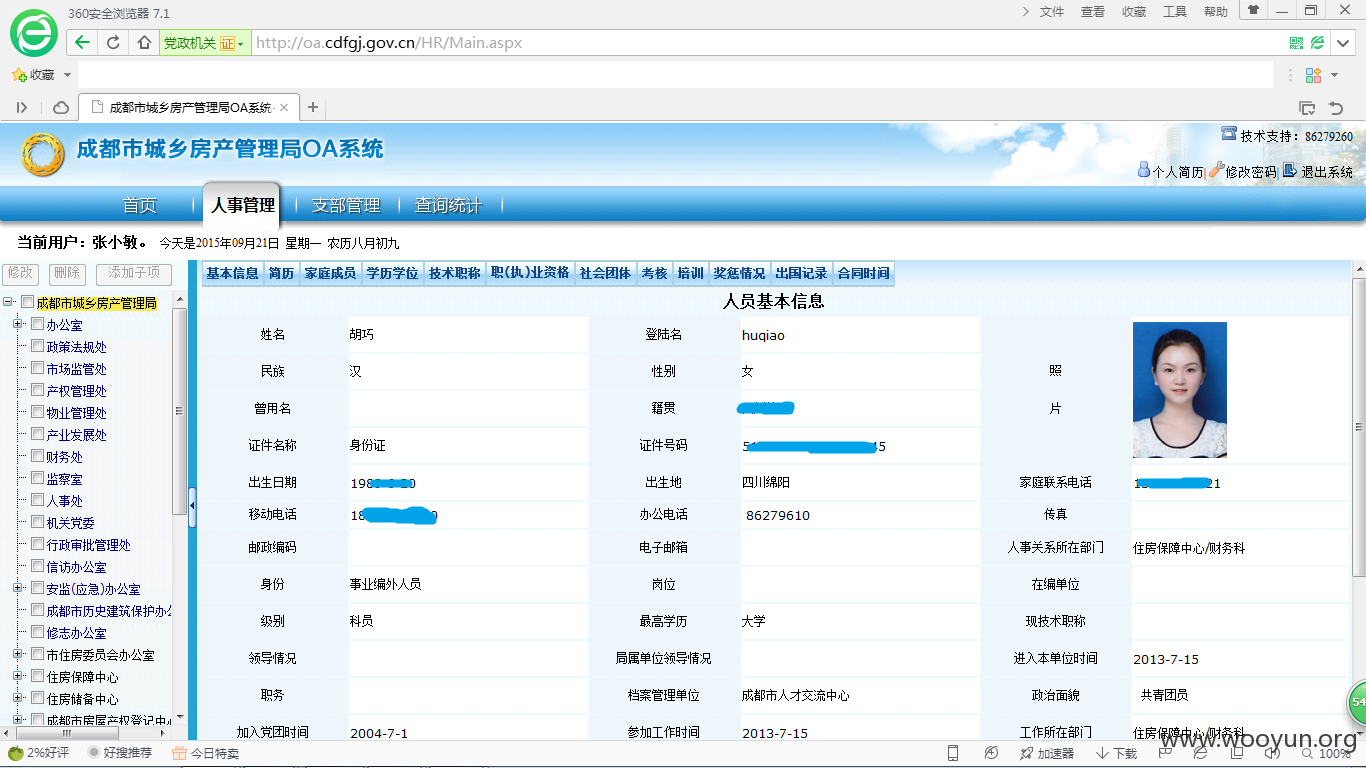 360安全浏览器 7.1
文件 查看 收藏 工具 帮助
党政机关 证 http://oa.cdfgj.gov.cn/HR/Main.aspx
收藏
成都市城乡房产管理局OA系统
成都市城乡房产管理局OA系统
技术支持：86279260
个人简历 修改密码 退出系统
首页 人事管理 支部管理 查询统计
当前用户：张小敏。 今天是2015年09月21日 星期一 农历八月初九
修改 删除 添加子项
基本信息 简历 家庭成员 学历学位 技术职称 职(执)业资格 社会团体 考核 培训 奖惩情况 出国记录 合同时间
成都市城乡房产管理局
办公室
政策法规处
市场监管处
产权管理处
物业管理处
产业发展处
财务处
监察室
人事处
机关党委
行政审批管理处
信访办公室
安监(应急)办公室
成都市历史建筑保护办
修志办公室
市住房委员会办公室
住房保障中心
住房储备中心
成都市房屋产权登记中
人员基本信息
姓名 胡巧 登陆名 huqiao 照
民族 汉 性别 女
曾用名 籍贯 片
证件名称 身份证 证件号码 5 45
出生日期 198 出生地 四川绵阳 家庭联系电话 1 21
移动电话 18 办公电话 86279610 传真
邮政编码 电子邮箱 人事关系所在部门 住房保障中心/财务科
身份 事业编外人员 岗位 在编单位
级别 科员 最高学历 大学 现技术职称
领导情况 局属单位领导情况 进入本单位时间 2013-7-15
职务 档案管理单位 成都市人才交流中心 政治面貌 共青团员
加入党团时间 2004-7-1 参加工作时间 2013-7-15 工作所在部门 住房保障中心/财务科
54
www.wooyun.org
2%好评 好搜推荐 今日特卖 加速器 下载 100%